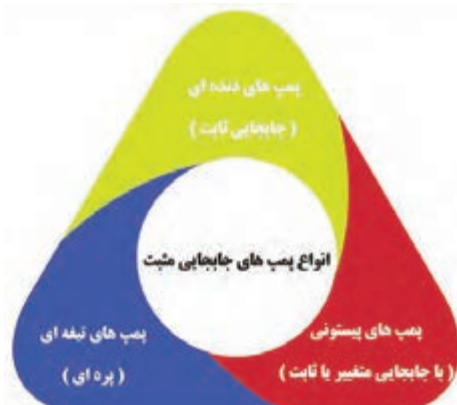 پمپ های دنده ای
( جابجایی ثابت )
انواع پمپ های جابجایی مثبت
پمپ های پیستونی
( با جابجایی متغییر یا ثابت )
پمپ های تیغه ای
( پره ای )